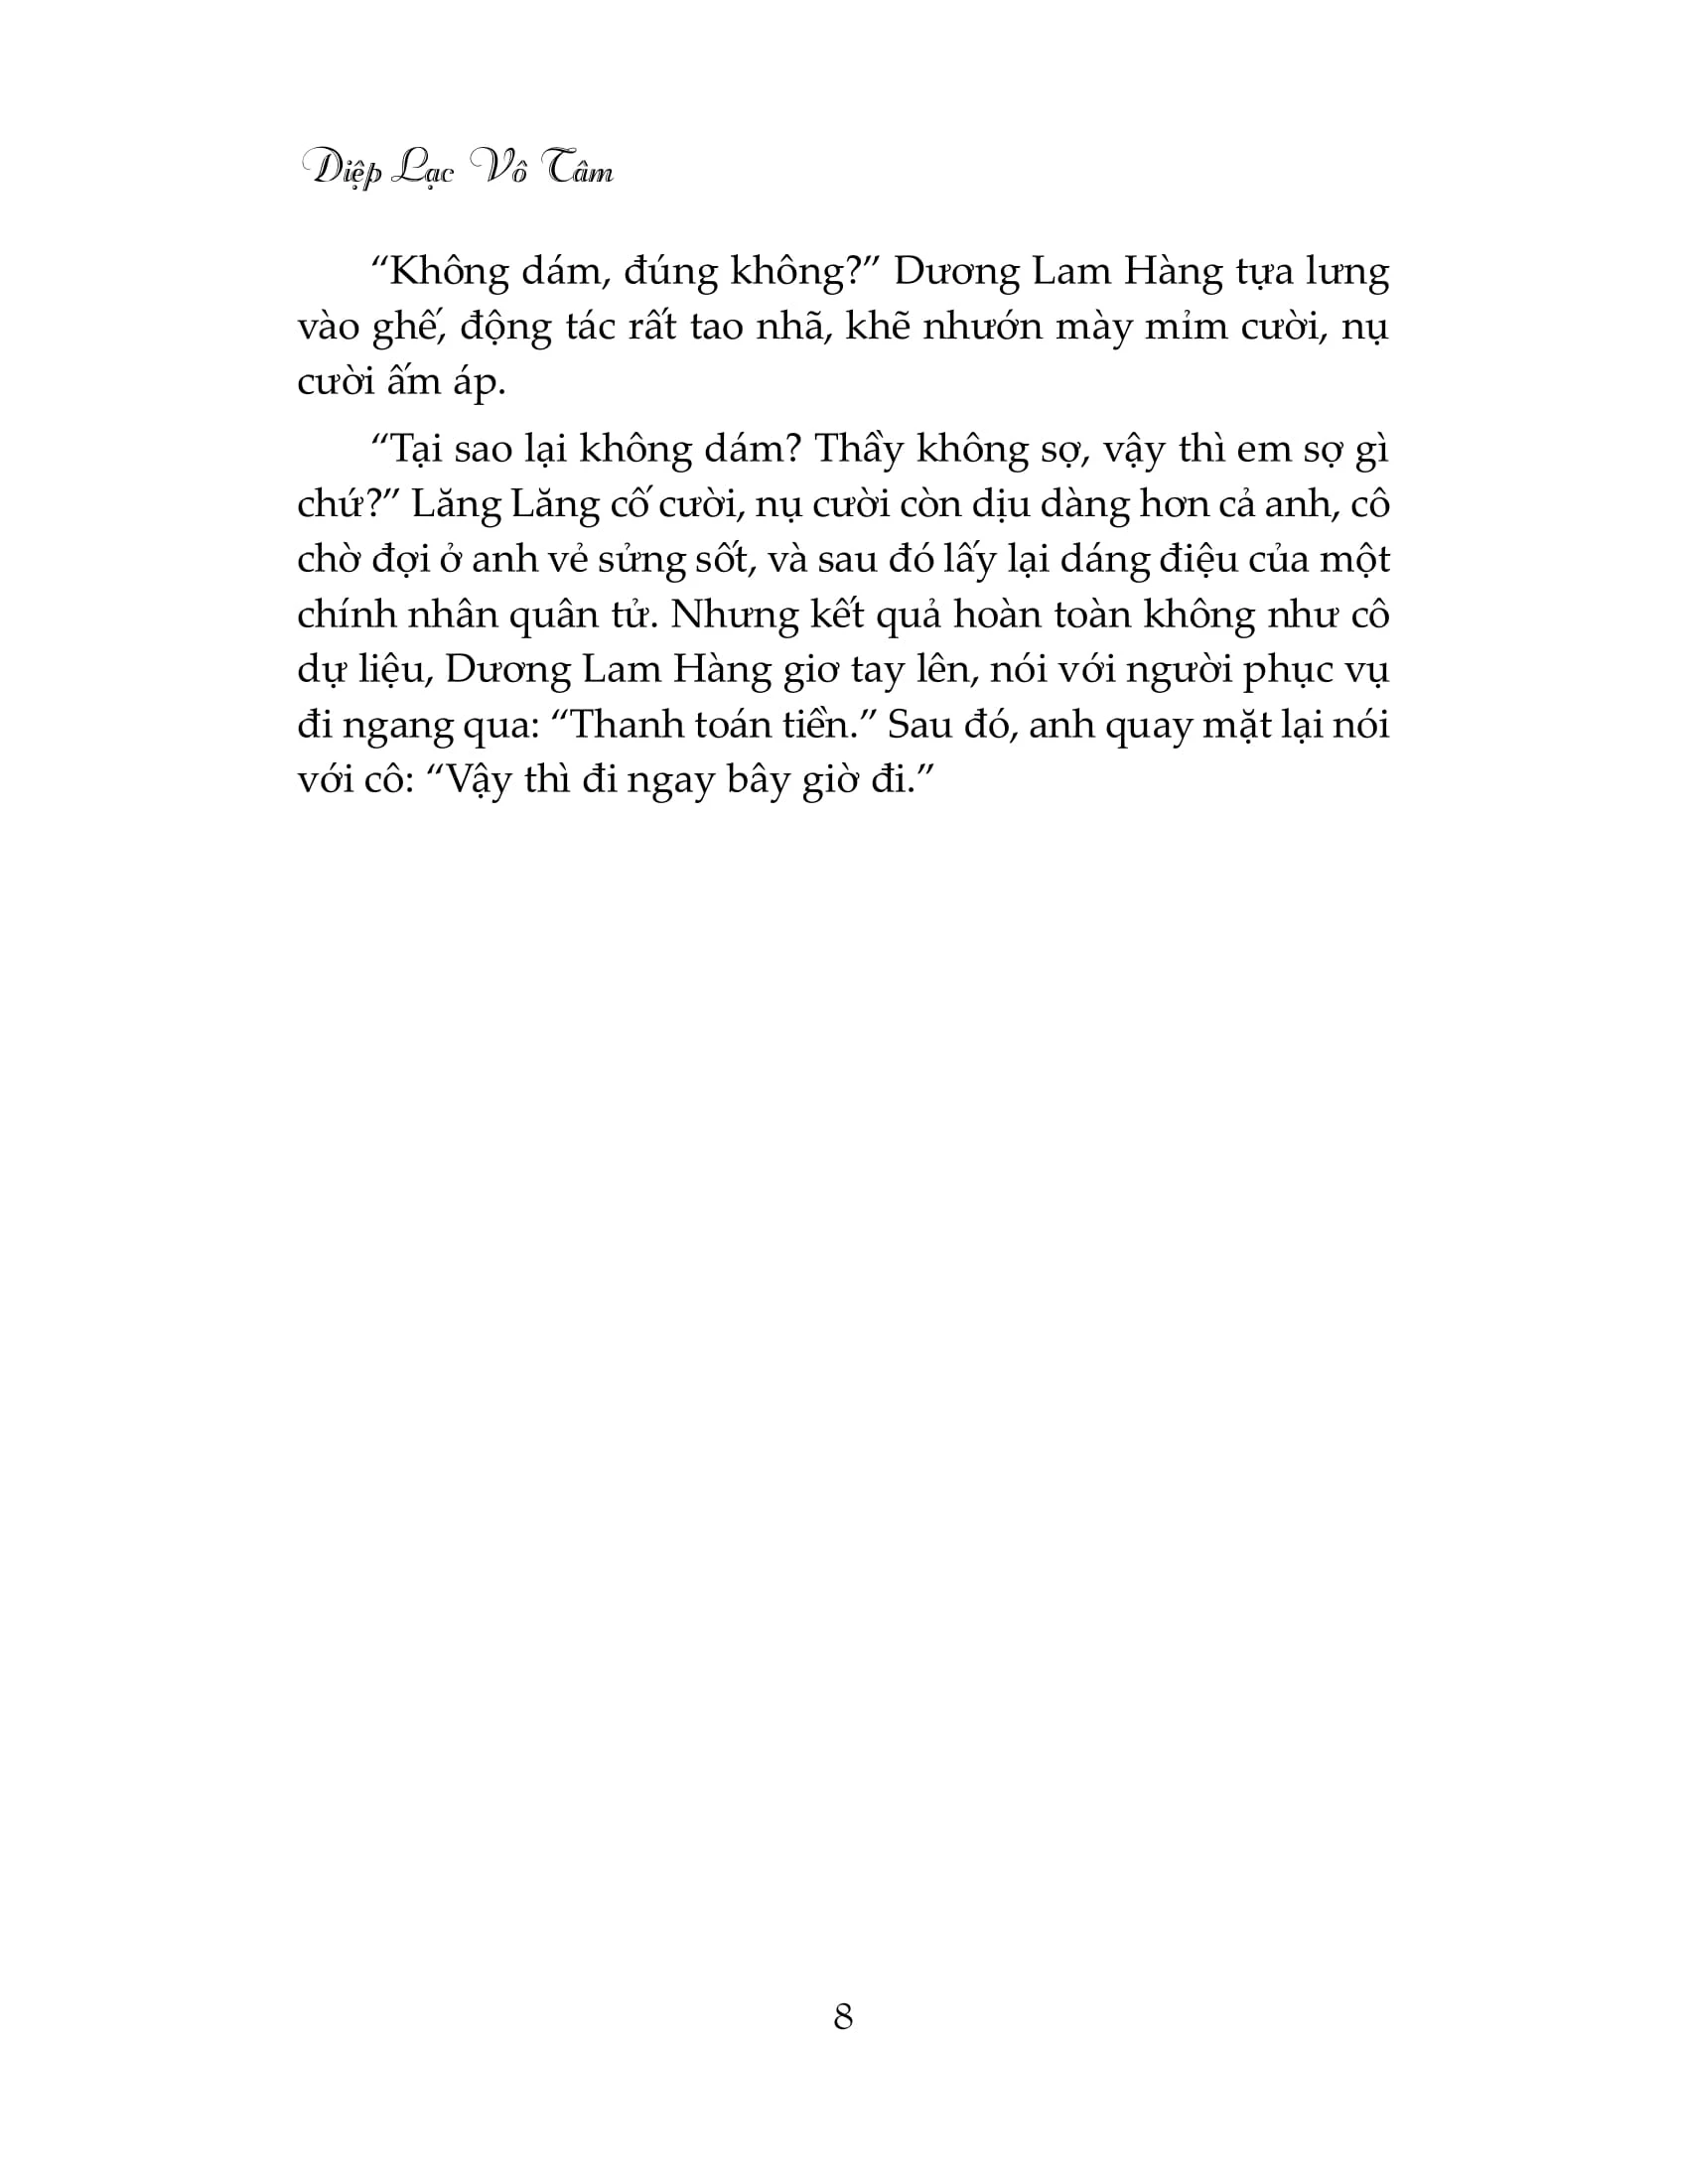 Diệp Lạc Vô Tâm
“Không dám, đúng không?” Dương Lam Hàng tựa lưng
vào ghế, động tác rất tao nhã, khẽ nhướn mày mỉm cười, nụ
cười ấm áp.
“Tại sao lại không dám? Thầy không sợ, vậy thì em sợ gì
chứ?” Lăng Lăng cố cười, nụ cười còn dịu dàng hơn cả anh, cô
chờ đợi ở anh vẻ sửng sốt, và sau đó lấy lại dáng điệu của một
chính nhân quân tử. Nhưng kết quả hoàn toàn không như cô
dự liệu, Dương Lam Hàng giơ tay lên, nói với người phục vụ
đi ngang qua: “Thanh toán tiền.” Sau đó, anh quay mặt lại nói
với cô: “Vậy thì đi ngay bây giờ đi.”
8